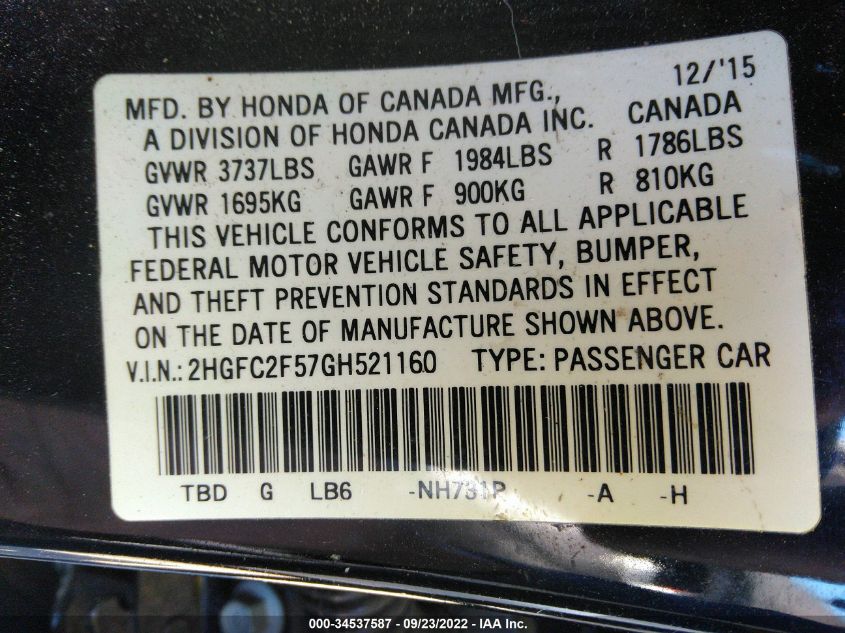 12/'15
MFD. BY HONDA OF CANADA MFG.,
A DIVISION OF HONDA CANADA INC. CANADA
GVWR 3737LBS GAWR F 1984LBS R 1786LBS
GVWR 1695KG GAWR F 900KG R 810KG
THIS VEHICLE CONFORMS TO ALL APPLICABLE
FEDERAL MOTOR VEHICLE SAFETY, BUMPER,
AND THEFT PREVENTION STANDARDS IN EFFECT
ON THE DATE OF MANUFACTURE SHOWN ABOVE.
V.I.N.: 2HGFC2F57GH521160 TYPE: PASSENGER CAR
TBD G LB6 -NH731P -A -H
000-34537587 - 09/23/2022 - IAA Inc.